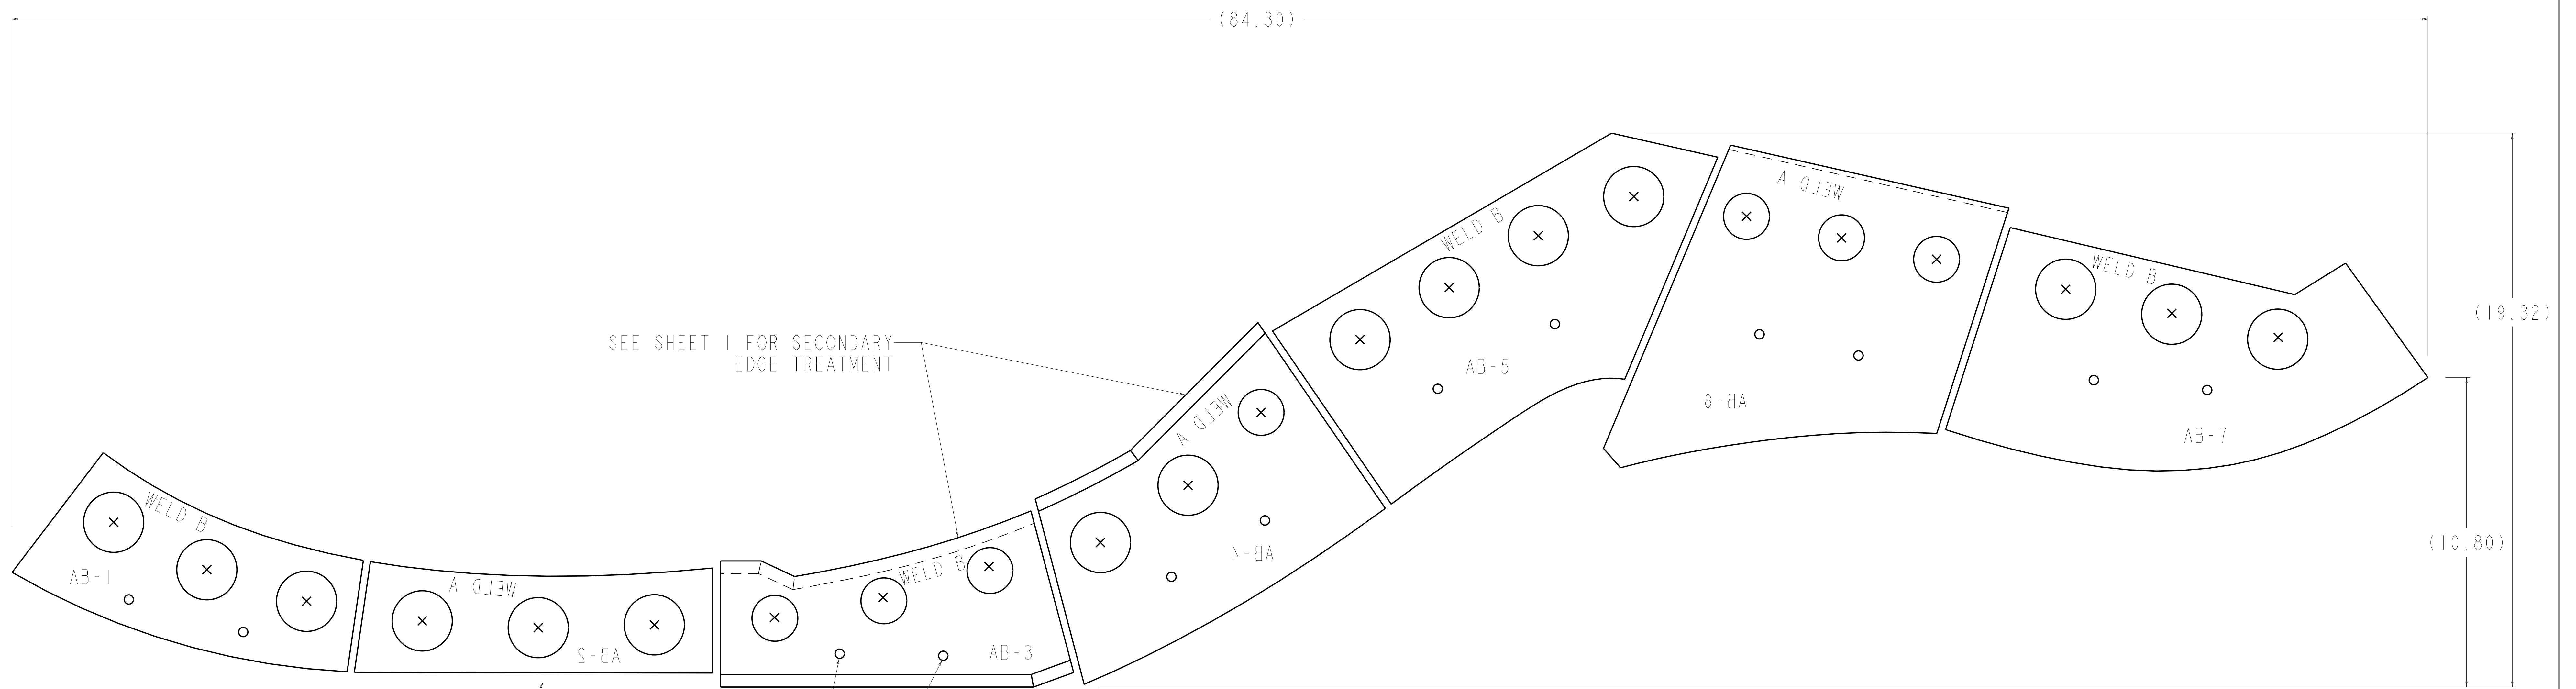 (84.30)
WELD A
WELD B
WELD B
(19.32)
SEE SHEET 1 FOR SECONDARY
EDGE TREATMENT
AB-5
AB-6
WELD A
AB-7
WELD B
(10.80)
AB-4
WELD B
AB-1
WELD A
AB-2
AB-3